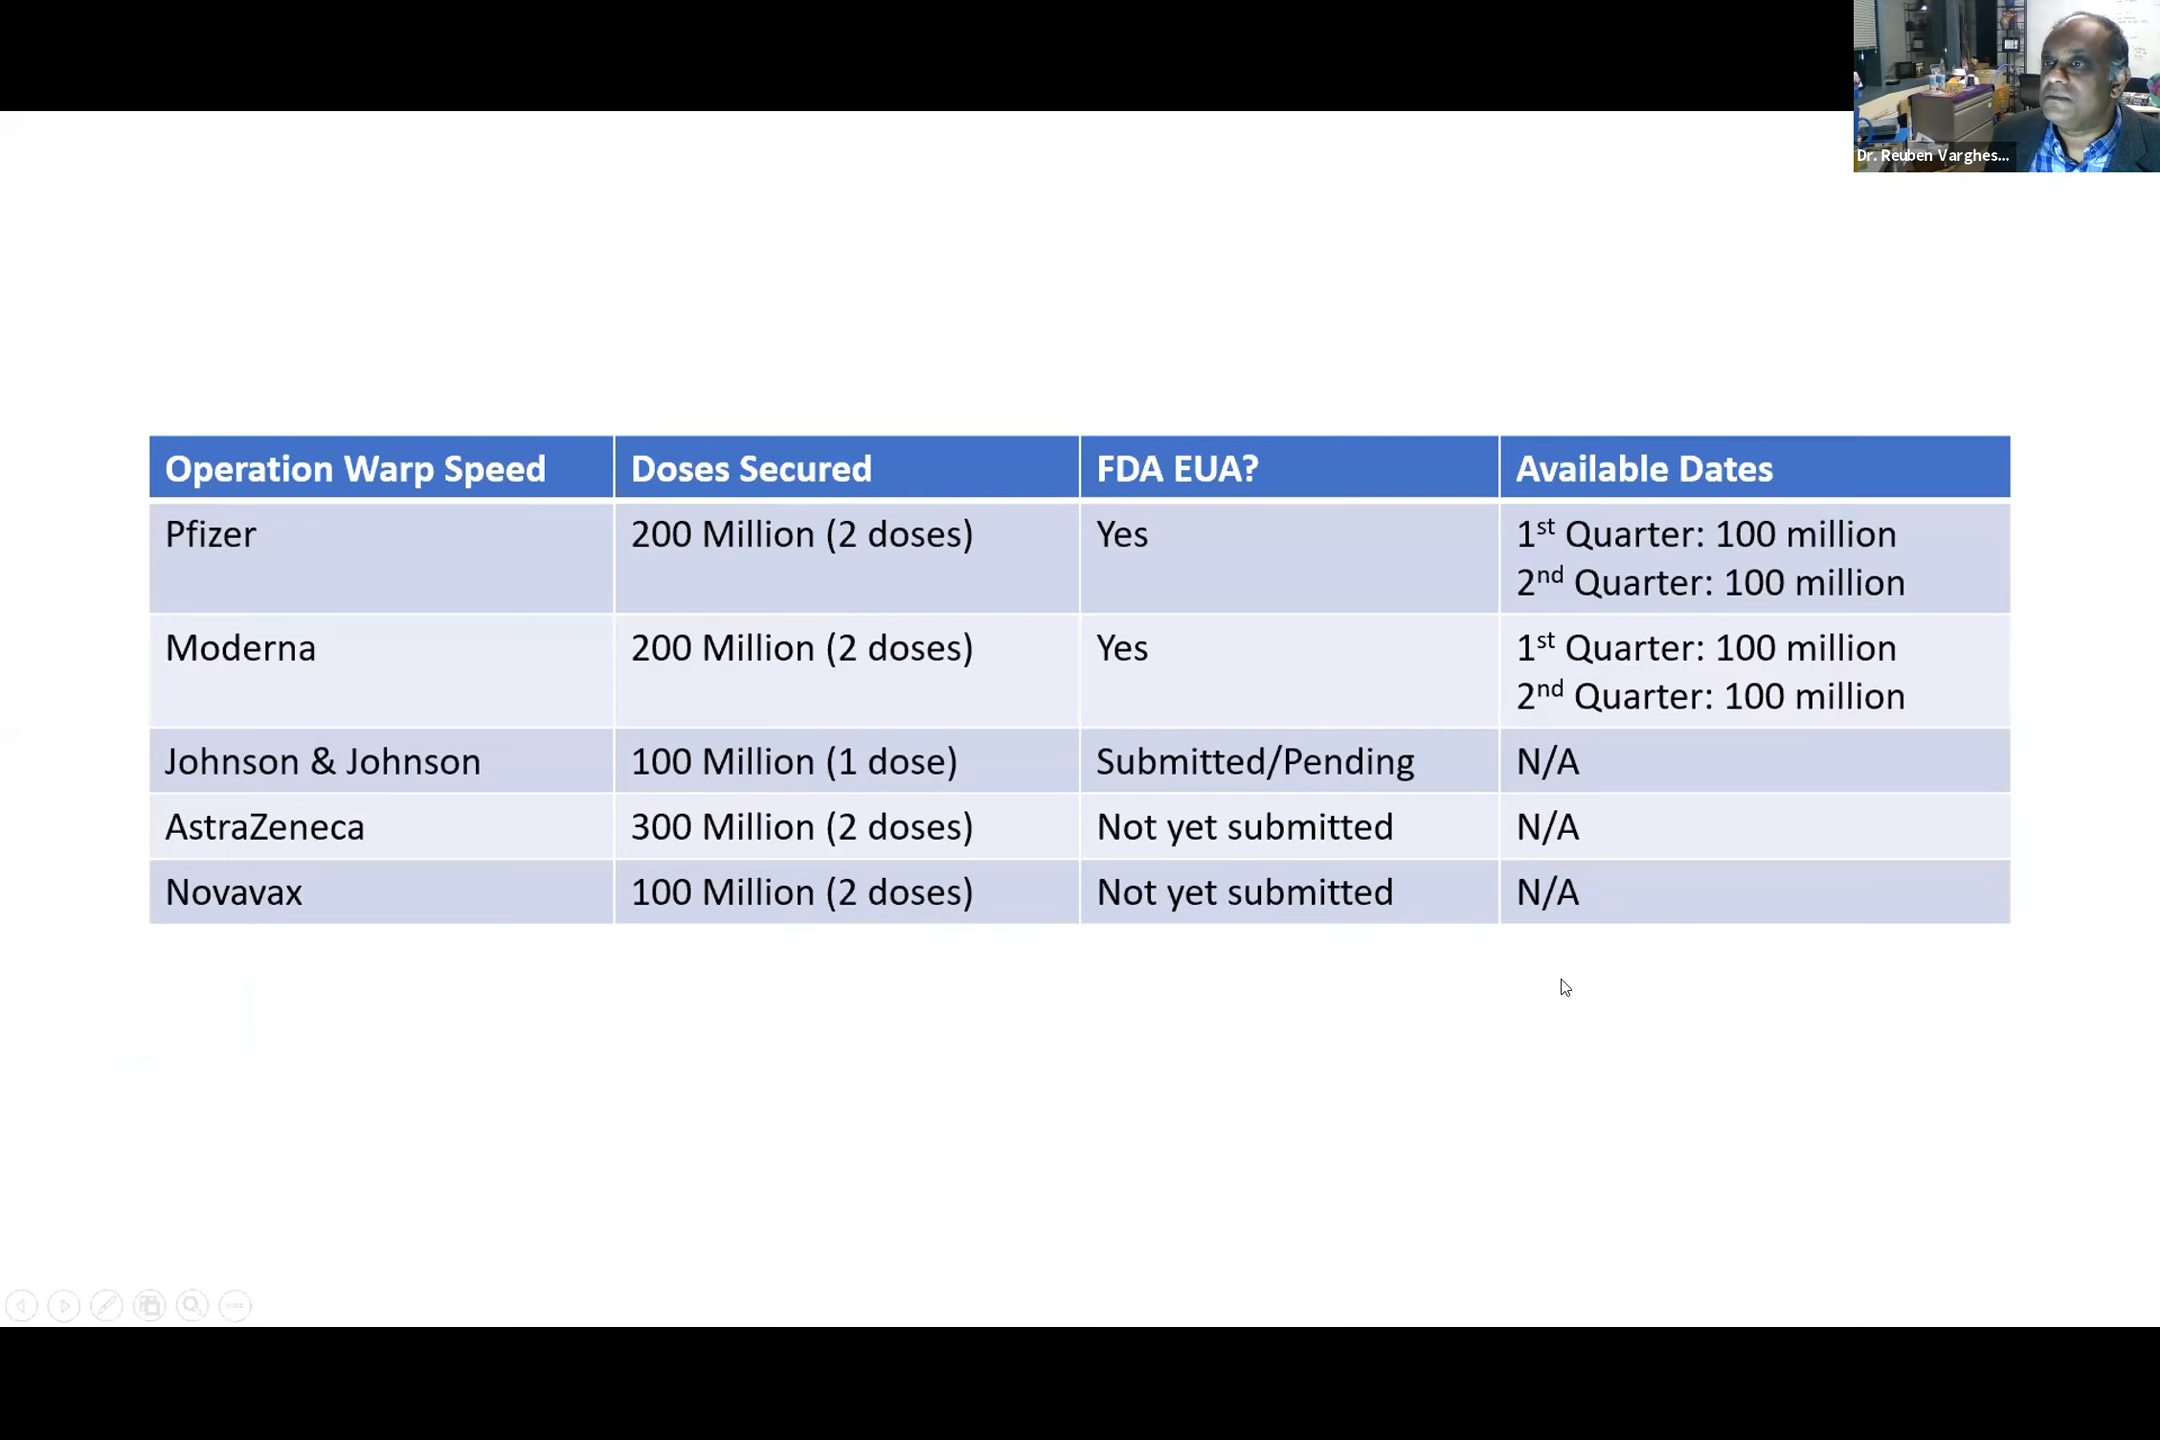 Dr. Reuben Varghes...
Operation Warp Speed Doses Secured FDA EUA? Available Dates
Pfizer 200 Million (2 doses) Yes 1st Quarter: 100 million
2nd Quarter: 100 million
Moderna 200 Million (2 doses) Yes 1st Quarter: 100 million
2nd Quarter: 100 million
Johnson & Johnson 100 Million (1 dose) Submitted/Pending N/A
AstraZeneca 300 Million (2 doses) Not yet submitted N/A
Novavax 100 Million (2 doses) Not yet submitted N/A